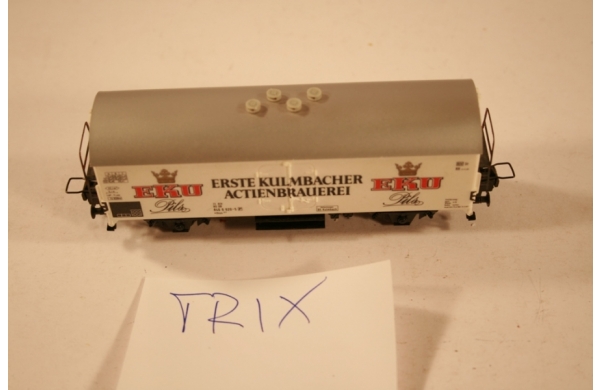 EKU
Pils
ERSTE KULMBACHER
ACTIENBRAUEREI
EKU
Pils
TRIX